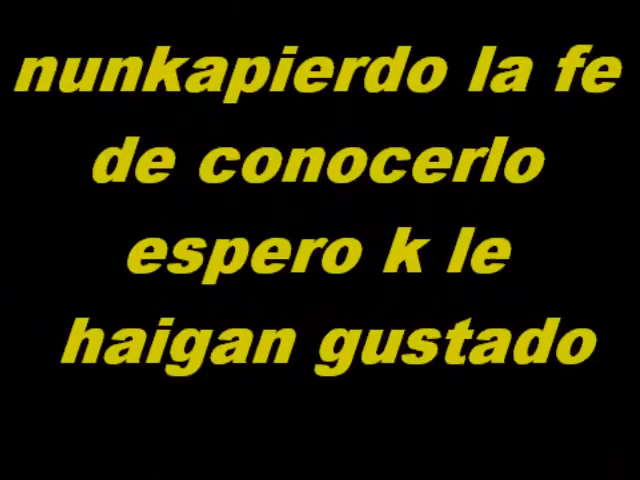 nunkapierdo la fe
de conocerlo
espero k le
haigan gustado